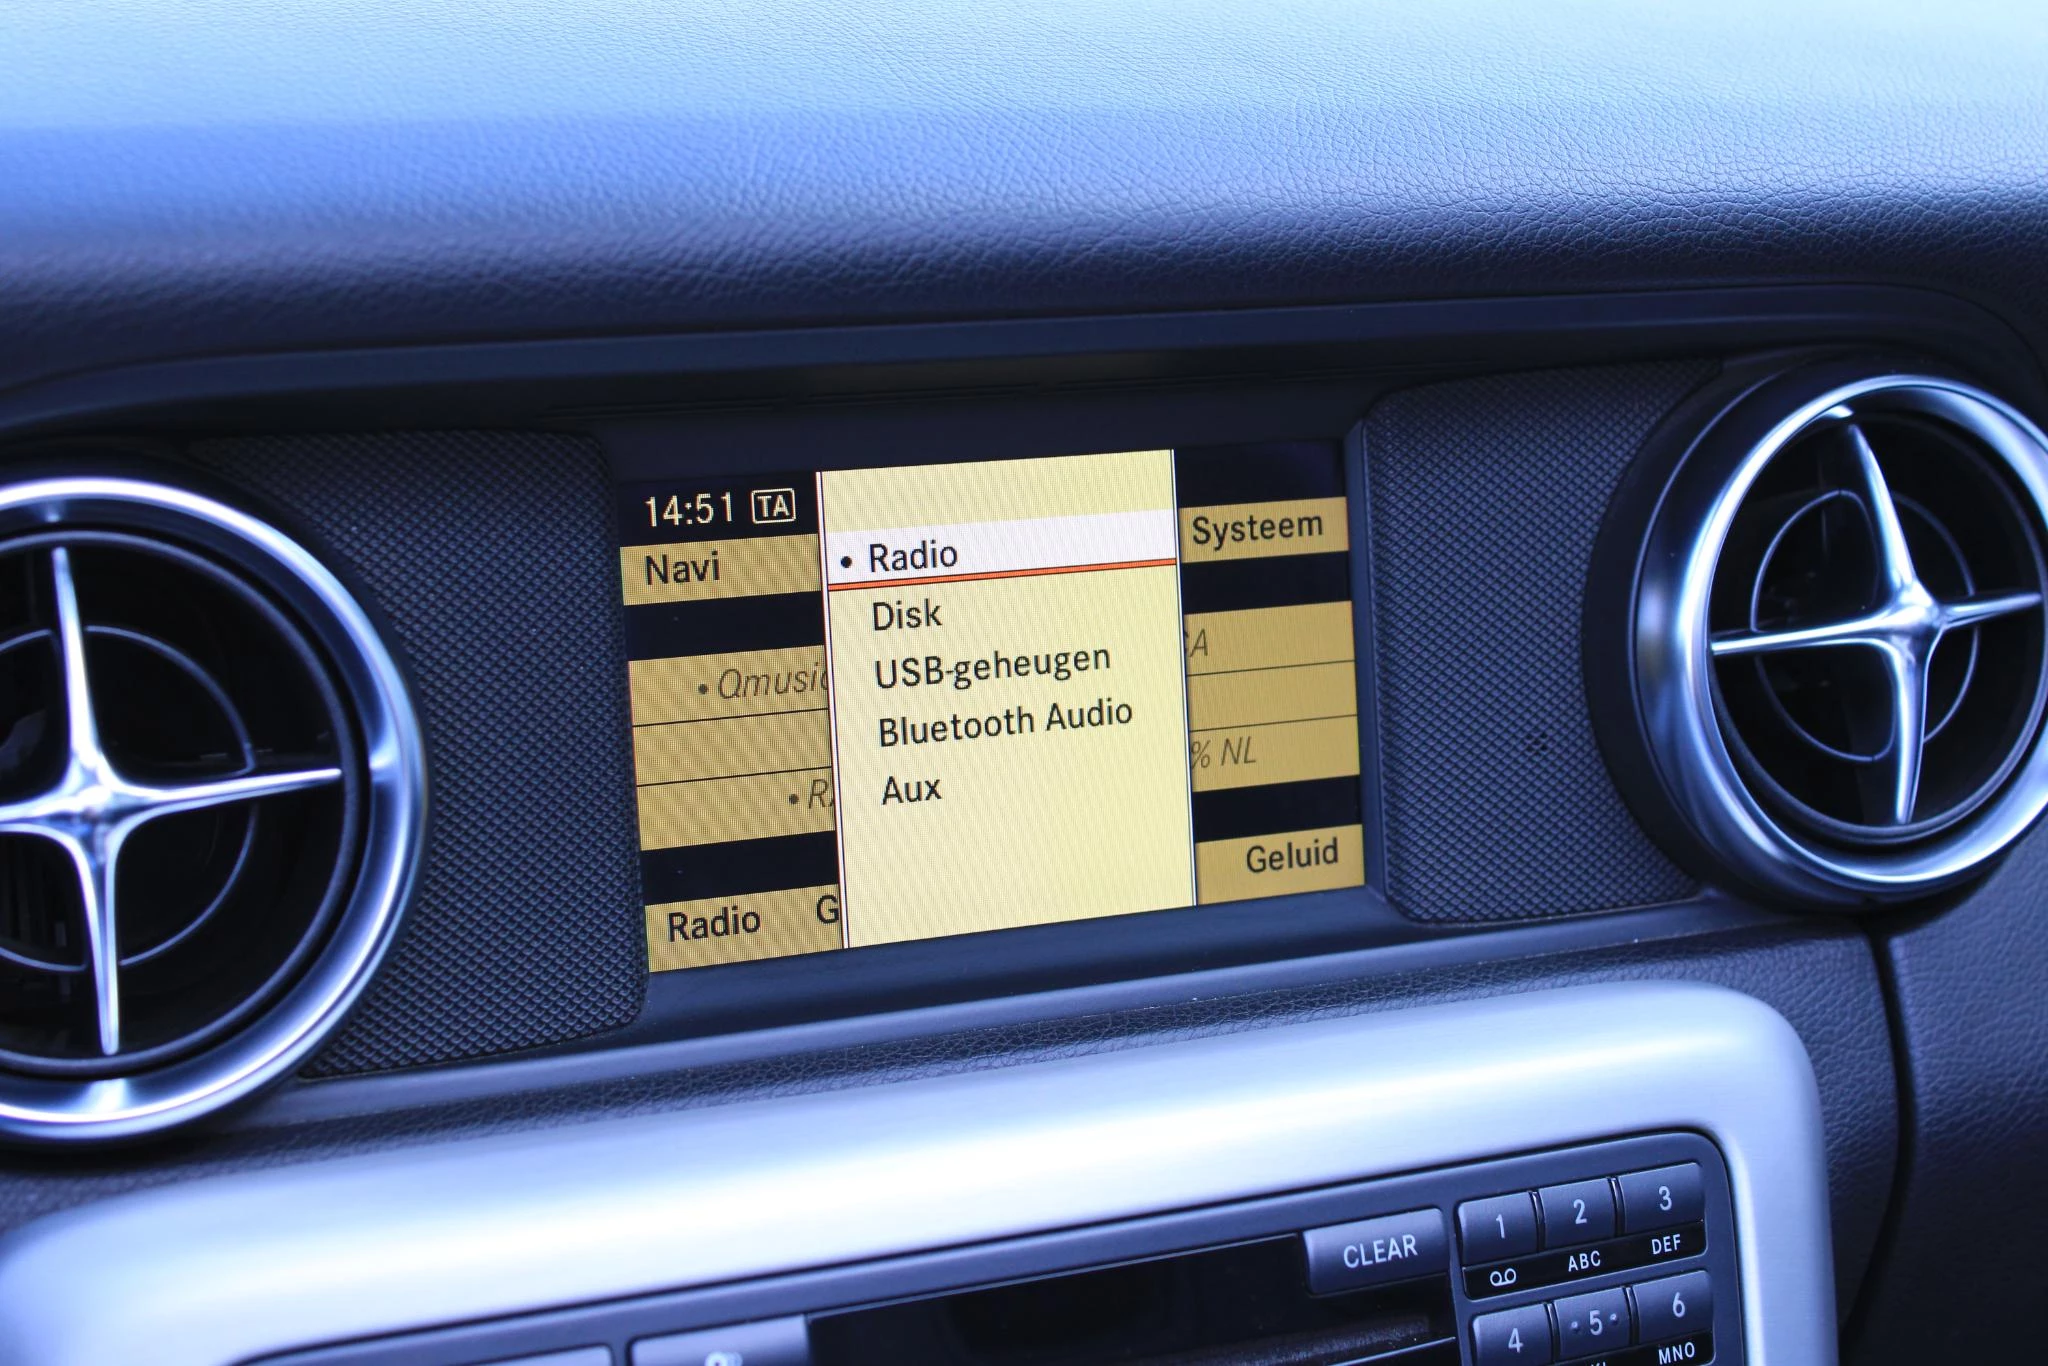 14:51 TA
Navi
Systeem
• Radio
Disk
USB-geheugen
Bluetooth Audio
Aux
• Qmusic
% NL
Radio
Geluid
CLEAR
1
2
3
ABC
DEF
4
5
6
MNO